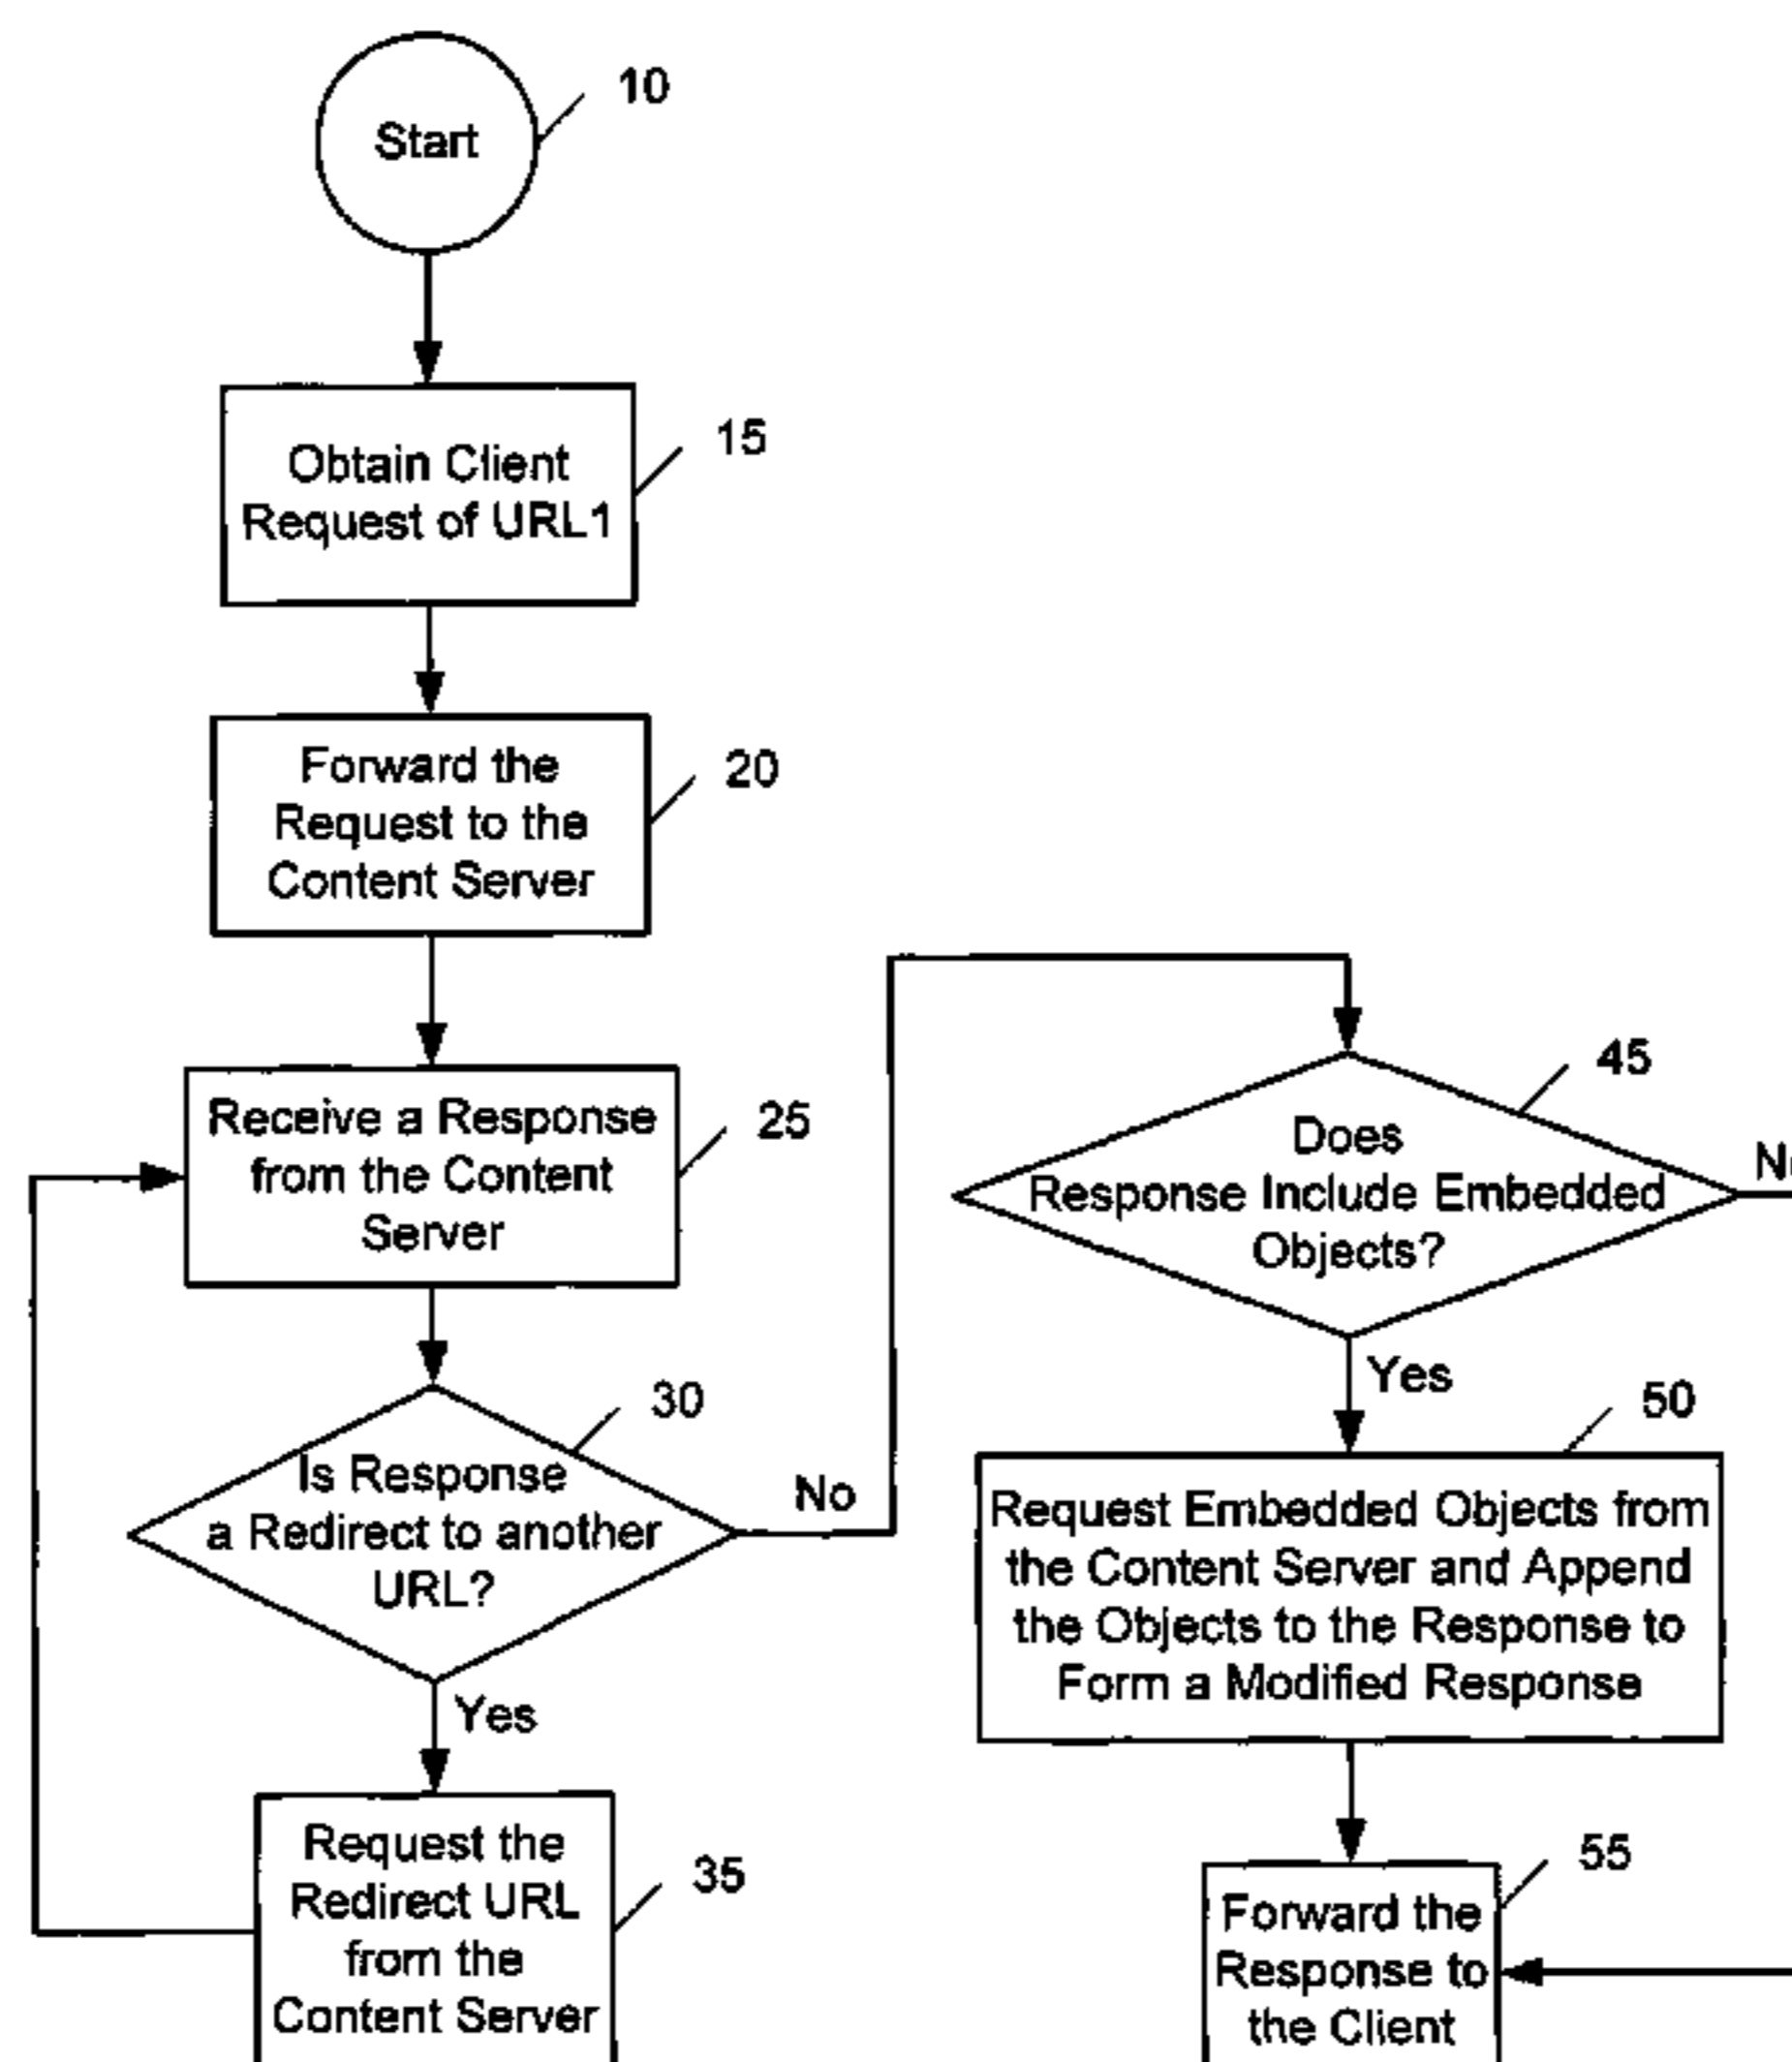 10
Start
15
Obtain Client
Request of URL1
20
Forward the
Request to the
Content Server
25
Receive a Response
from the Content
Server
30
Is Response
a Redirect to another
URL?
No
Yes
35
Request the
Redirect URL
from the
Content Server
45
Does
Response Include Embedded
Objects?
Yes
50
Request Embedded Objects from
the Content Server and Append
the Objects to the Response to
Form a Modified Response
55
Forward the
Response to
the Client